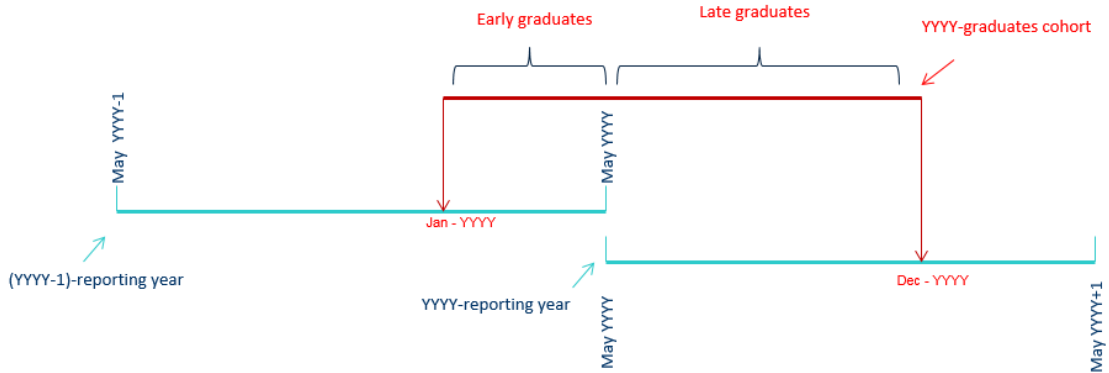 Early graduates
Late graduates
YYYY-graduates cohort
May  YYYY-1
May YYYY
Jan - YYYY
(YYYY-1)-reporting year
YYYY-reporting year
Dec - YYYY
May YYYY
May YYYY+1